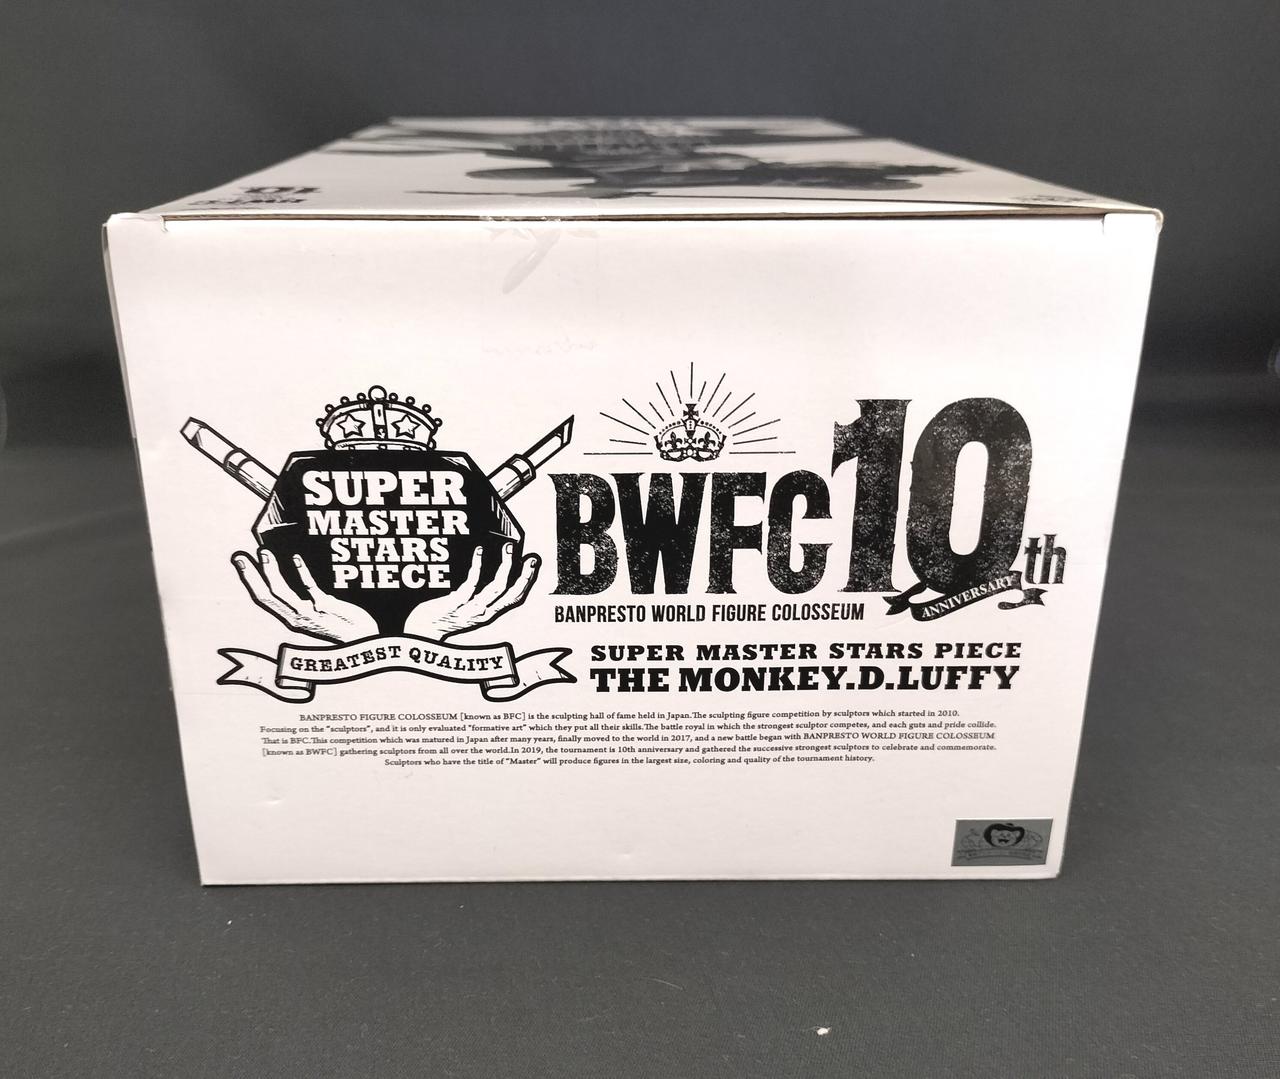 SUPER
MASTER
STARS
PIECE
GREATEST QUALITY
BWFC 10th
ANNIVERSARY
BANPRESTO WORLD FIGURE COLOSSEUM
SUPER MASTER STARS PIECE
THE MONKEY.D.LUFFY
BANPRESTO FIGURE COLOSSEUM [known as BFC] is the sculpting hall of fame held in Japan.The sculpting figure competition by sculptors which started in 2010.
Focusing on the "sculptors", and it is only evaluated "formative art" which they put all their skills.The battle royal in which the strongest sculptor competes, and each guts and pride collide.
That is BFC.This competition which was matured in Japan after many years, finally moved to the world in 2017, and a new battle began with BANPRESTO WORLD FIGURE COLOSSEUM
[known as BWFC] gathering sculptors from all over the world.In 2019, the tournament is 10th anniversary and gathered the successive strongest sculptors to celebrate and commemorate.
Sculptors who have the title of "Master" will produce figures in the largest size, coloring and quality of the tournament history.